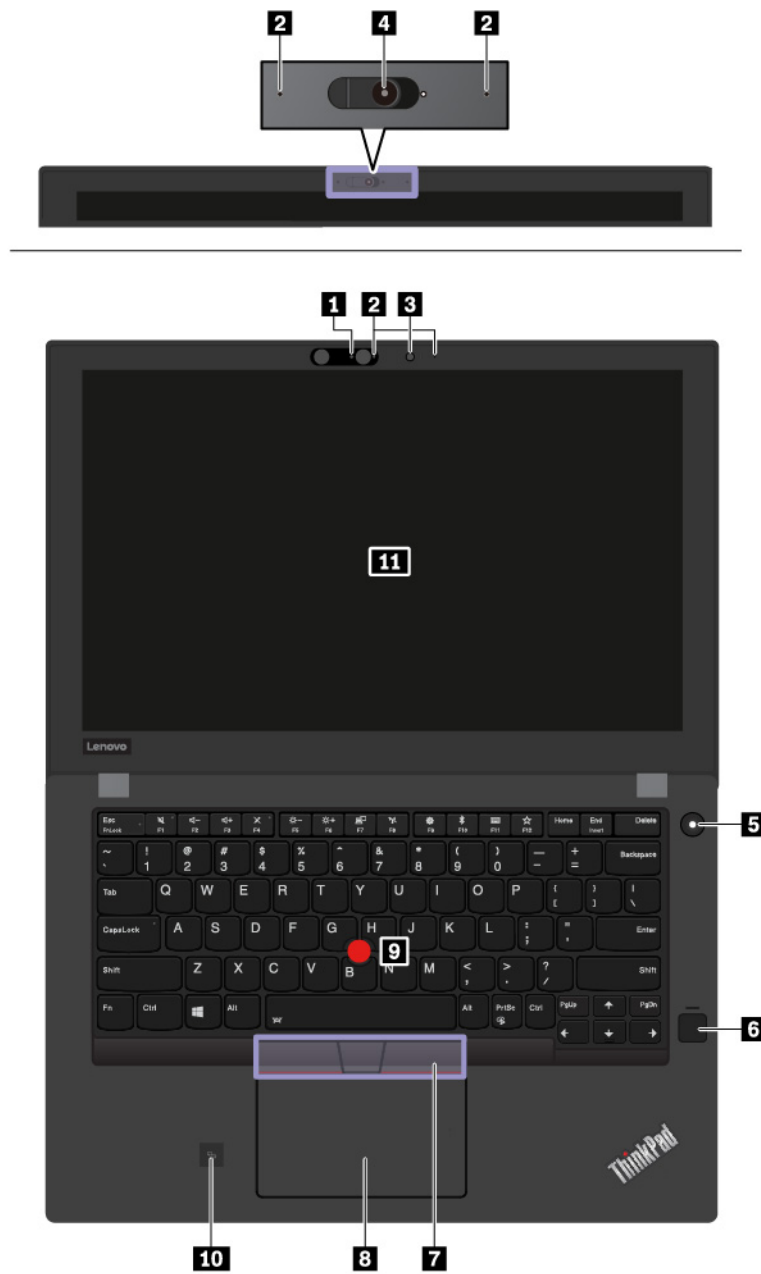 2 4 2
1 2 3
11
Lenovo
Esc FnLock F1 F2 F3 F4 F5 F6 F7 F8 F9 F10 F11 F12 Home End Insert Delete
5
~ ` ! 1 @ 2 # 3 $ 4 % 5 ^ 6 & 7 * 8 ( 9 ) 0 — - + = Backspace
Tab Q W E R T Y U I O P { [ } ] | \
CapsLock A S D F G H J K L : ; " ' Enter
9
Shift Z X C V B N M < , > . ? / Shift
Fn Ctrl Alt Alt PrtSc Ctrl PgUp PgDn
6
ThinkPad
10 8 7